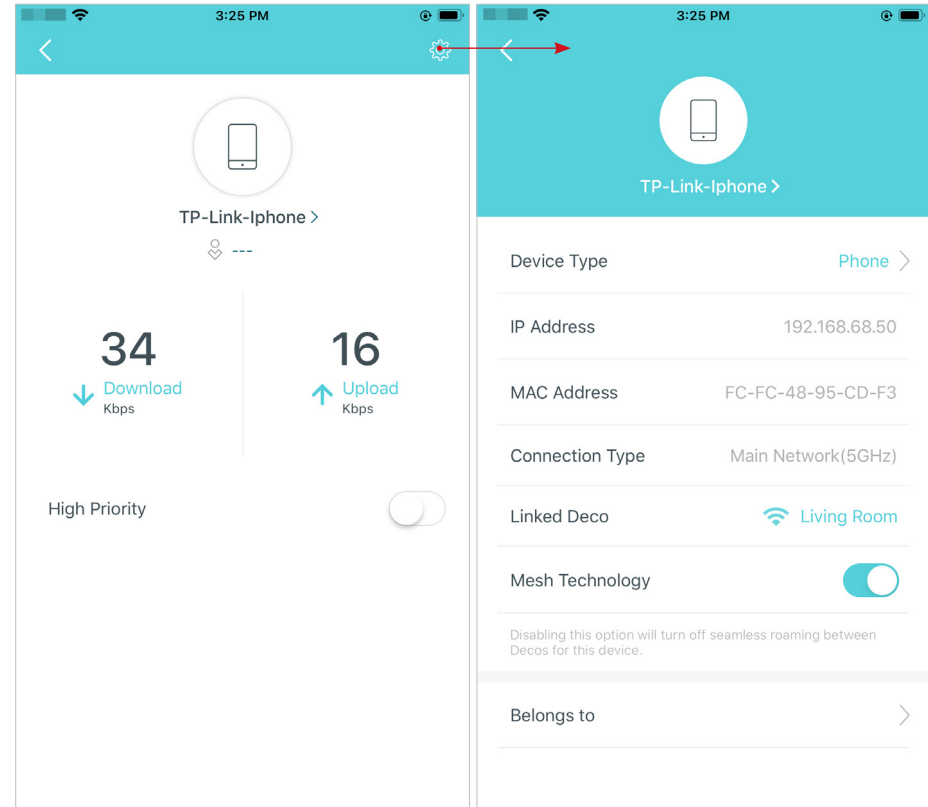 3:25 PM
TP-Link-Iphone >
---
34
Download
Kbps
16
Upload
Kbps
High Priority
3:25 PM
TP-Link-Iphone >
Device Type
Phone >
IP Address
192.168.68.50
MAC Address
FC-FC-48-95-CD-F3
Connection Type
Main Network(5GHz)
Linked Deco
Living Room
Mesh Technology
Disabling this option will turn off seamless roaming between
Decos for this device.
Belongs to >